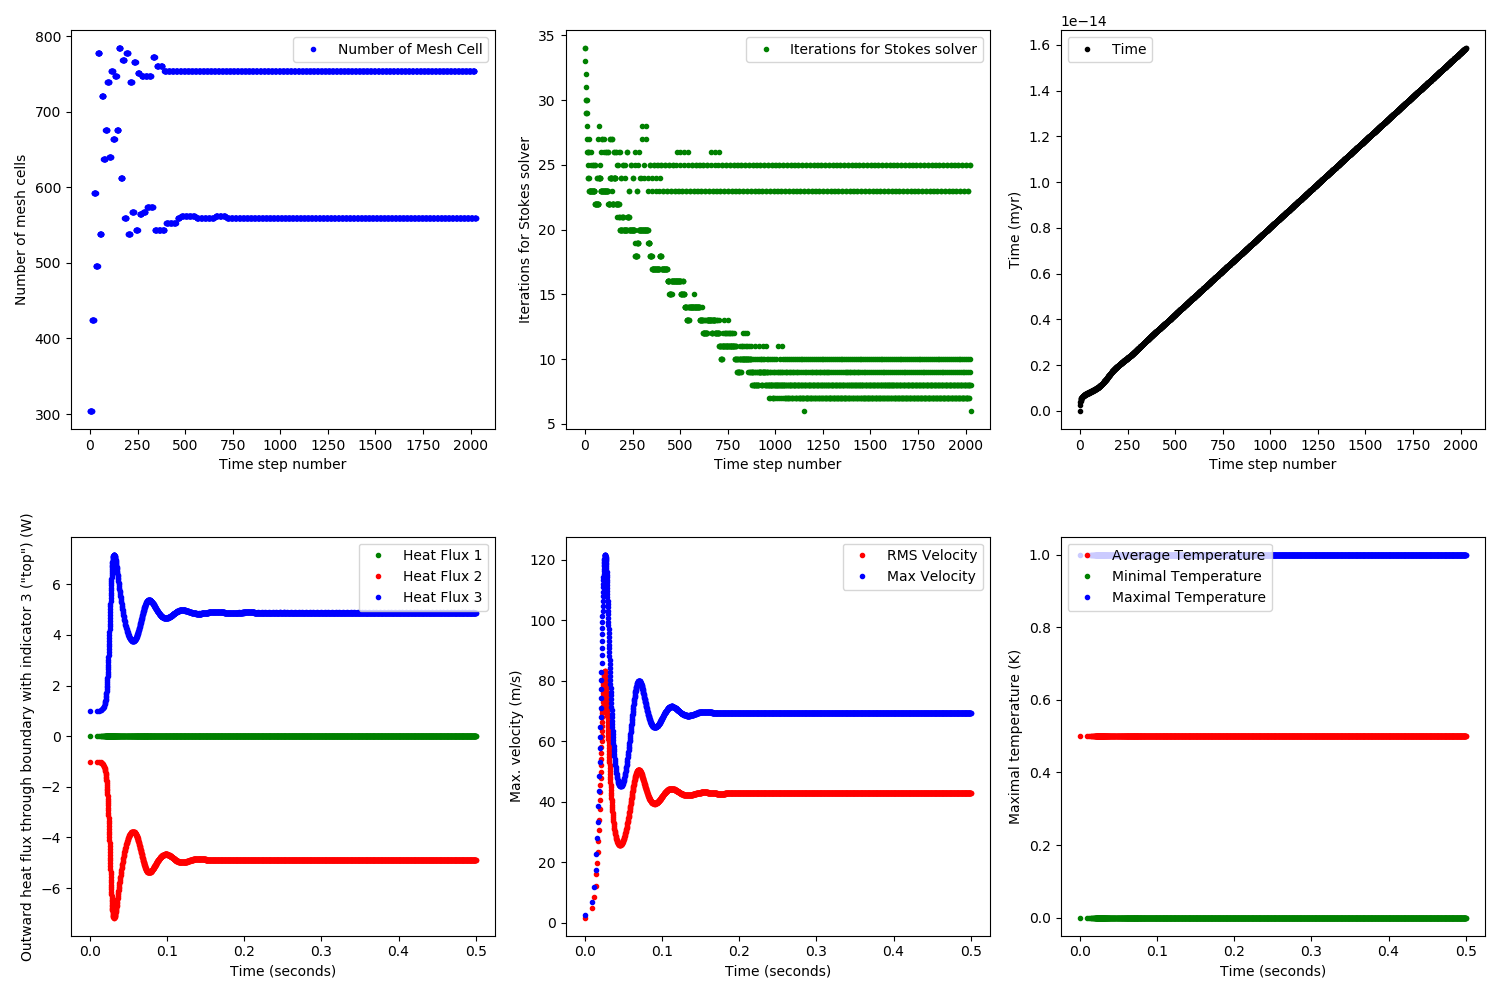 Number of mesh cells
800
700
600
500
400
300
Number of Mesh Cell
0 250 500 750 1000 1250 1500 1750 2000
Time step number
Iterations for Stokes solver
35
30
25
20
15
10
5
Iterations for Stokes solver
0 250 500 750 1000 1250 1500 1750 2000
Time step number
1e−14
Time (myr)
1.6
1.4
1.2
1.0
0.8
0.6
0.4
0.2
0.0
Time
0 250 500 750 1000 1250 1500 1750 2000
Time step number
Outward heat flux through boundary with indicator 3 ("top") (W)
6
4
2
0
−2
−4
−6
Heat Flux 1
Heat Flux 2
Heat Flux 3
0.0 0.1 0.2 0.3 0.4 0.5
Time (seconds)
Max. velocity (m/s)
120
100
80
60
40
20
0
RMS Velocity
Max Velocity
0.0 0.1 0.2 0.3 0.4 0.5
Time (seconds)
Maximal temperature (K)
1.0
0.8
0.6
0.4
0.2
0.0
Average Temperature
Minimal Temperature
Maximal Temperature
0.0 0.1 0.2 0.3 0.4 0.5
Time (seconds)